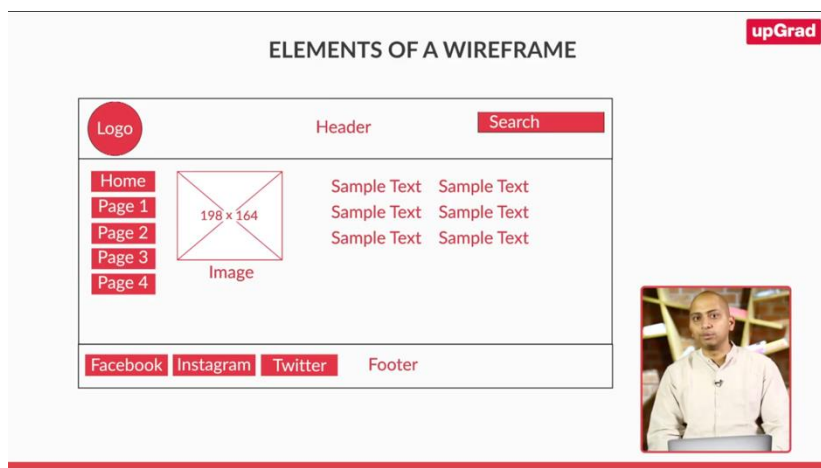 upGrad
ELEMENTS OF A WIREFRAME
Logo
Header
Search
Home
Page 1
Page 2
Page 3
Page 4
198 x 164
Image
Sample Text Sample Text
Sample Text Sample Text
Sample Text Sample Text
Facebook Instagram Twitter Footer